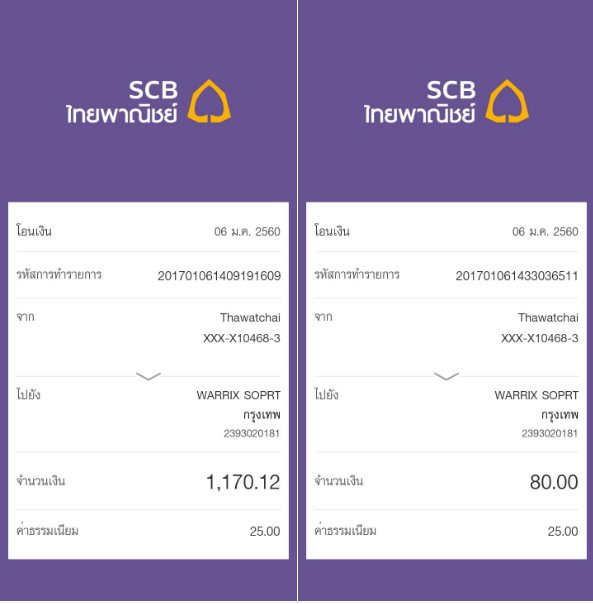 SCB
ไทยพาณิชย์
โอนเงิน 06 ม.ค. 2560
รหัสการทำรายการ 201701061409191609
จาก Thawatchai
XXX-X10468-3
ไปยัง WARRIX SOPRT
กรุงเทพ
2393020181
จำนวนเงิน 1,170.12
ค่าธรรมเนียม 25.00
SCB
ไทยพาณิชย์
โอนเงิน 06 ม.ค. 2560
รหัสการทำรายการ 201701061433036511
จาก Thawatchai
XXX-X10468-3
ไปยัง WARRIX SOPRT
กรุงเทพ
2393020181
จำนวนเงิน 80.00
ค่าธรรมเนียม 25.00